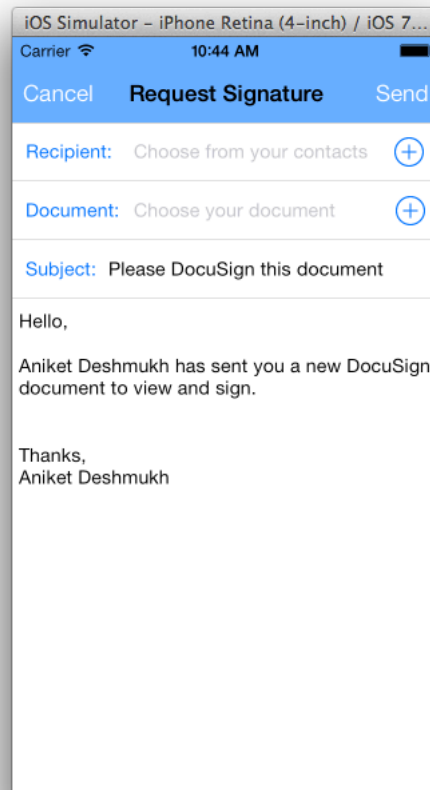 iOS Simulator – iPhone Retina (4-inch) / iOS 7...
Carrier 10:44 AM
Cancel Request Signature Send
Recipient: Choose from your contacts
Document: Choose your document
Subject: Please DocuSign this document
Hello,
Aniket Deshmukh has sent you a new DocuSign
document to view and sign.
Thanks,
Aniket Deshmukh